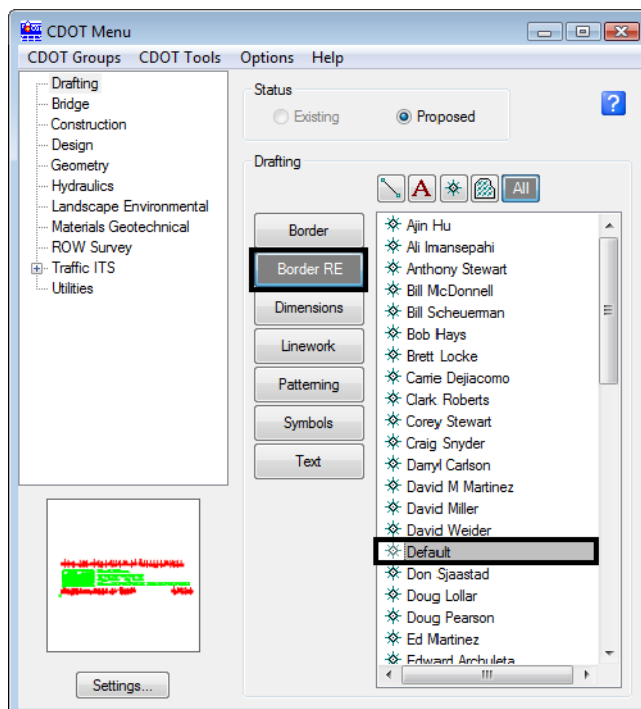 CDOT Menu
CDOT Groups CDOT Tools Options Help
Drafting
Bridge
Construction
Design
Geometry
Hydraulics
Landscape Environmental
Materials Geotechnical
ROW Survey
Traffic ITS
Utilities
Status
Existing
Proposed
Drafting
A
All
Border
Border RE
Dimensions
Linework
Patterning
Symbols
Text
Ajin Hu
Ali Imansepahi
Anthony Stewart
Bill McDonnell
Bill Scheuerman
Bob Hays
Brett Locke
Carrie Dejiacomo
Clark Roberts
Corey Stewart
Craig Snyder
Darryl Carlson
David M Martinez
David Miller
David Weider
Default
Don Sjaastad
Doug Lollar
Doug Pearson
Ed Martinez
Edward Archuleta
Settings...